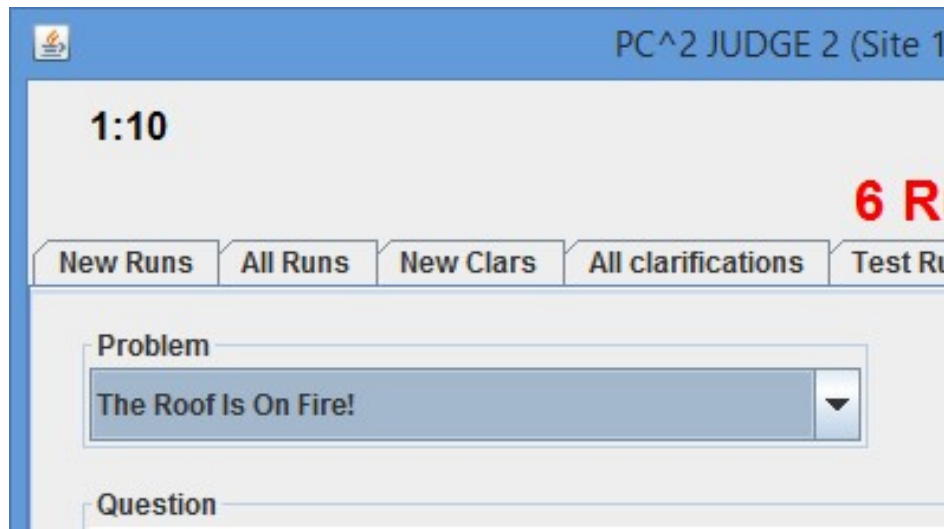 PC^2 JUDGE 2 (Site 1
1:10
6 R
New Runs All Runs New Clars All clarifications Test Ru
Problem
The Roof Is On Fire!
Question